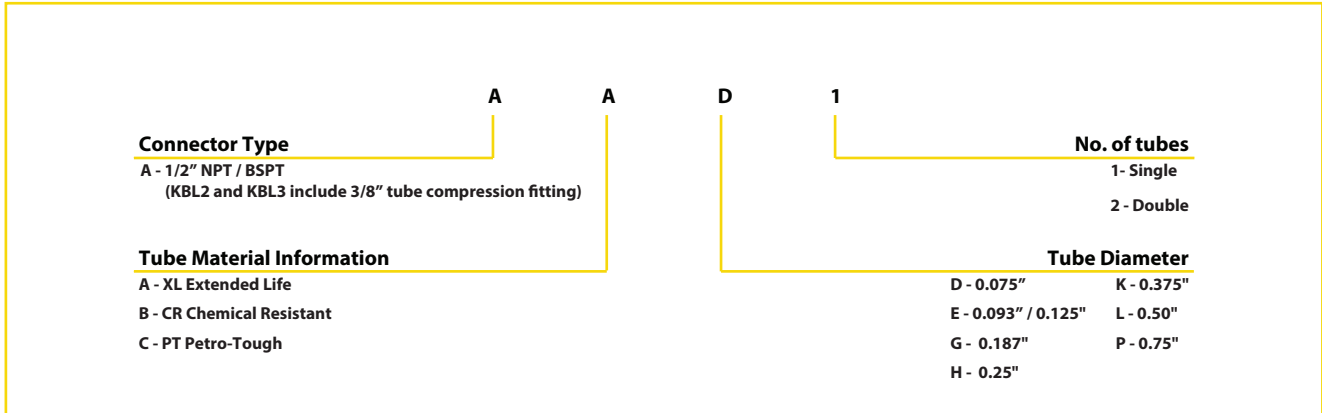 A A D 1
Connector Type
No. of tubes
A - 1/2” NPT / BSPT
(KBL2 and KBL3 include 3/8” tube compression fitting)
1- Single
2 - Double
Tube Material Information
Tube Diameter
A - XL Extended Life
B - CR Chemical Resistant
C - PT Petro-Tough
D - 0.075” K - 0.375"
E - 0.093” / 0.125" L - 0.50"
G - 0.187" P - 0.75"
H - 0.25"